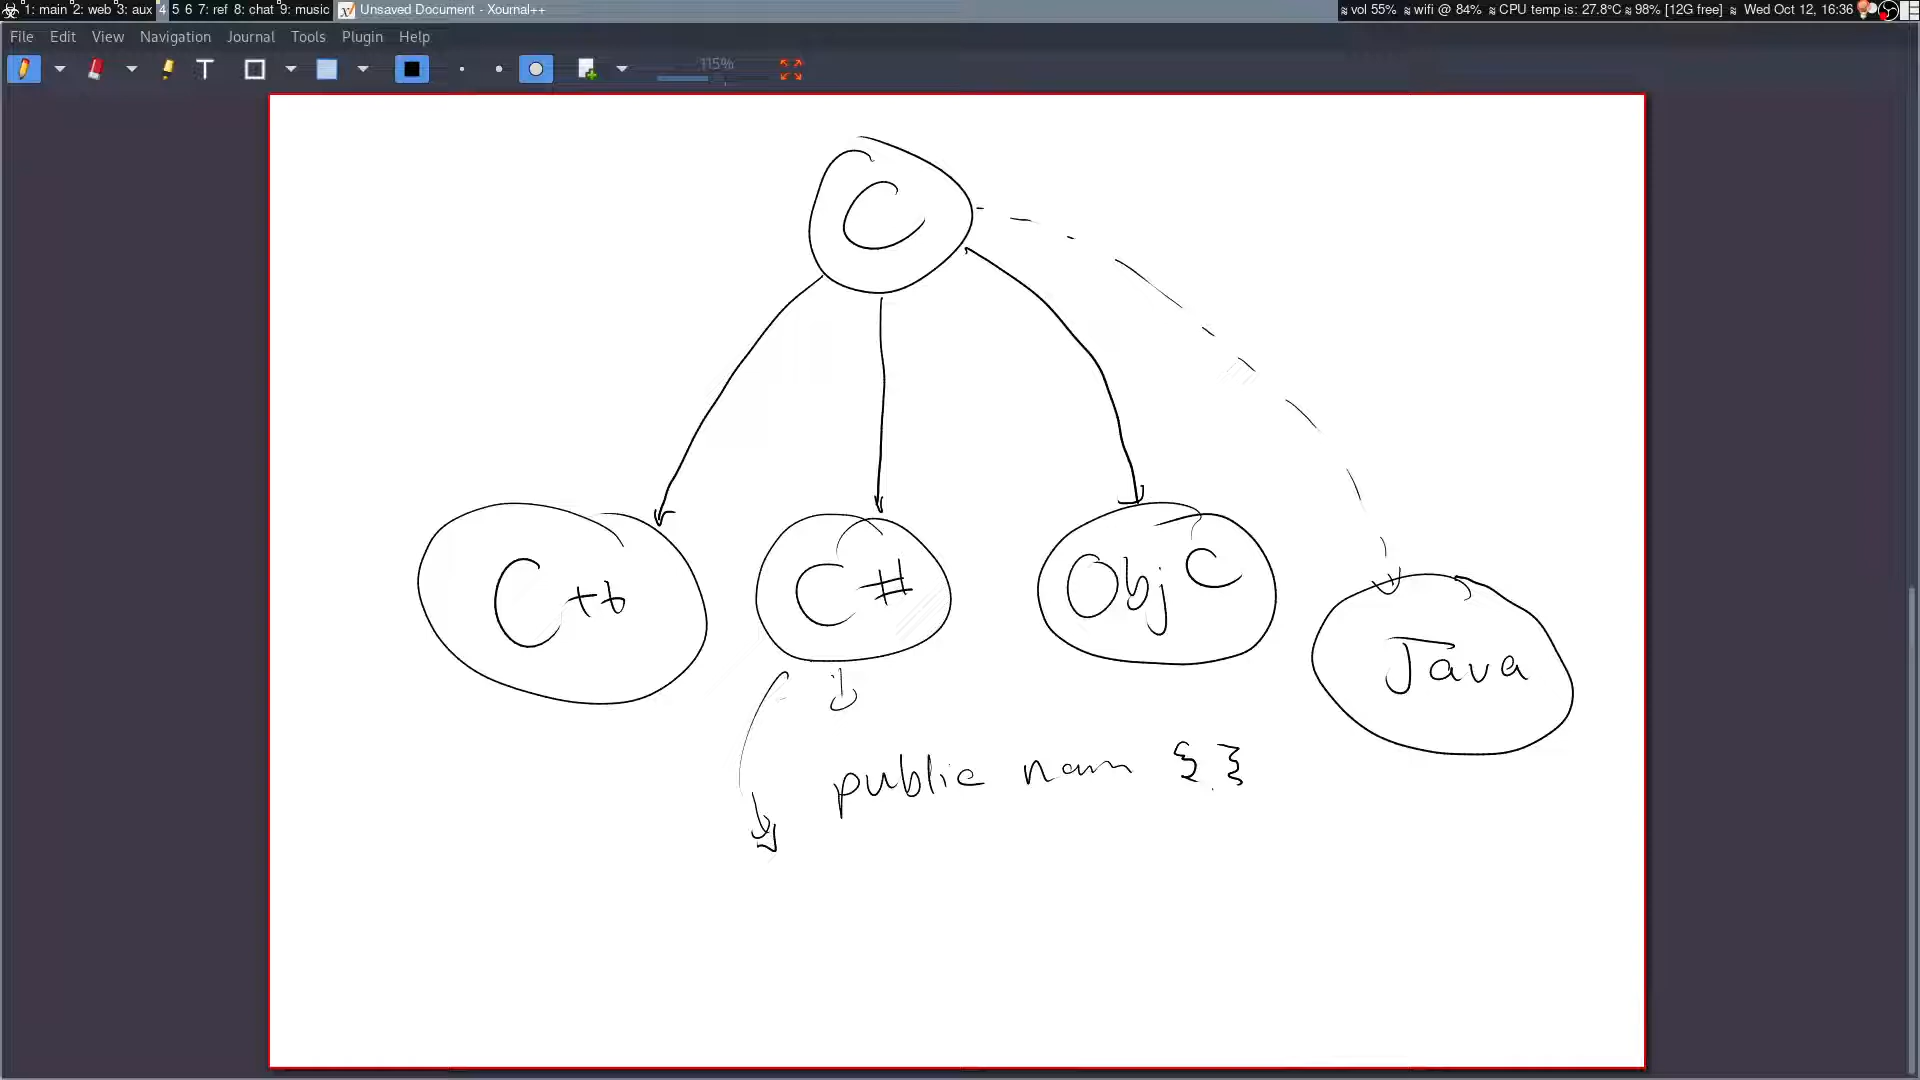 1: main 2: web 3: aux 4 5 6 7: ref 8: chat 9: music Unsaved Document - Xournal++ vol 55% wifi @ 84% CPU temp is: 27.8°C 98% [12G free] Wed Oct 12, 16:36
File Edit View Navigation Journal Tools Plugin Help
T 115%
C
C++ C# Obj C
Java
public nam { }